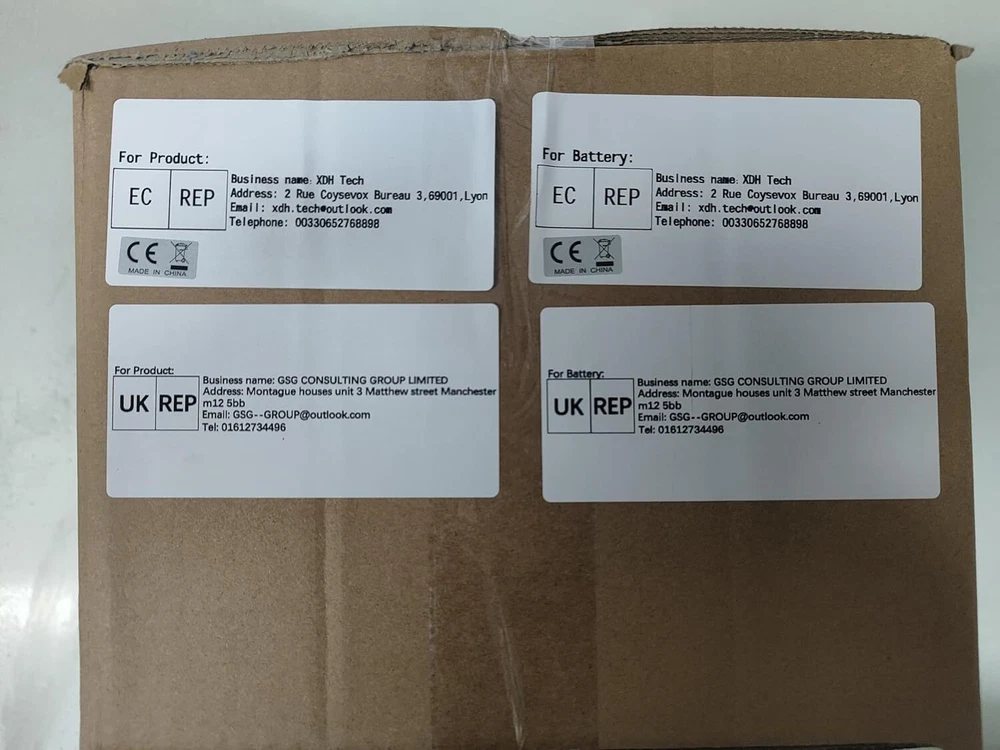 For Product:
EC REP
Business name: XDH Tech
Address: 2 Rue Coysevox Bureau 3,69001,Lyon
Email: xdh.tech@outlook.com
Telephone: 00330652768898
CE
MADE IN CHINA
For Battery:
EC REP
Business name: XDH Tech
Address: 2 Rue Coysevox Bureau 3,69001,Lyon
Email: xdh.tech@outlook.com
Telephone: 00330652768898
CE
MADE IN CHINA
For Product:
UK REP
Business name: GSG CONSULTING GROUP LIMITED
Address: Montague houses unit 3 Matthew street Manchester
m12 5bb
Email: GSG--GROUP@outlook.com
Tel: 01612734496
For Battery:
UK REP
Business name: GSG CONSULTING GROUP LIMITED
Address: Montague houses unit 3 Matthew street Manchester
m12 5bb
Email: GSG--GROUP@outlook.com
Tel: 01612734496